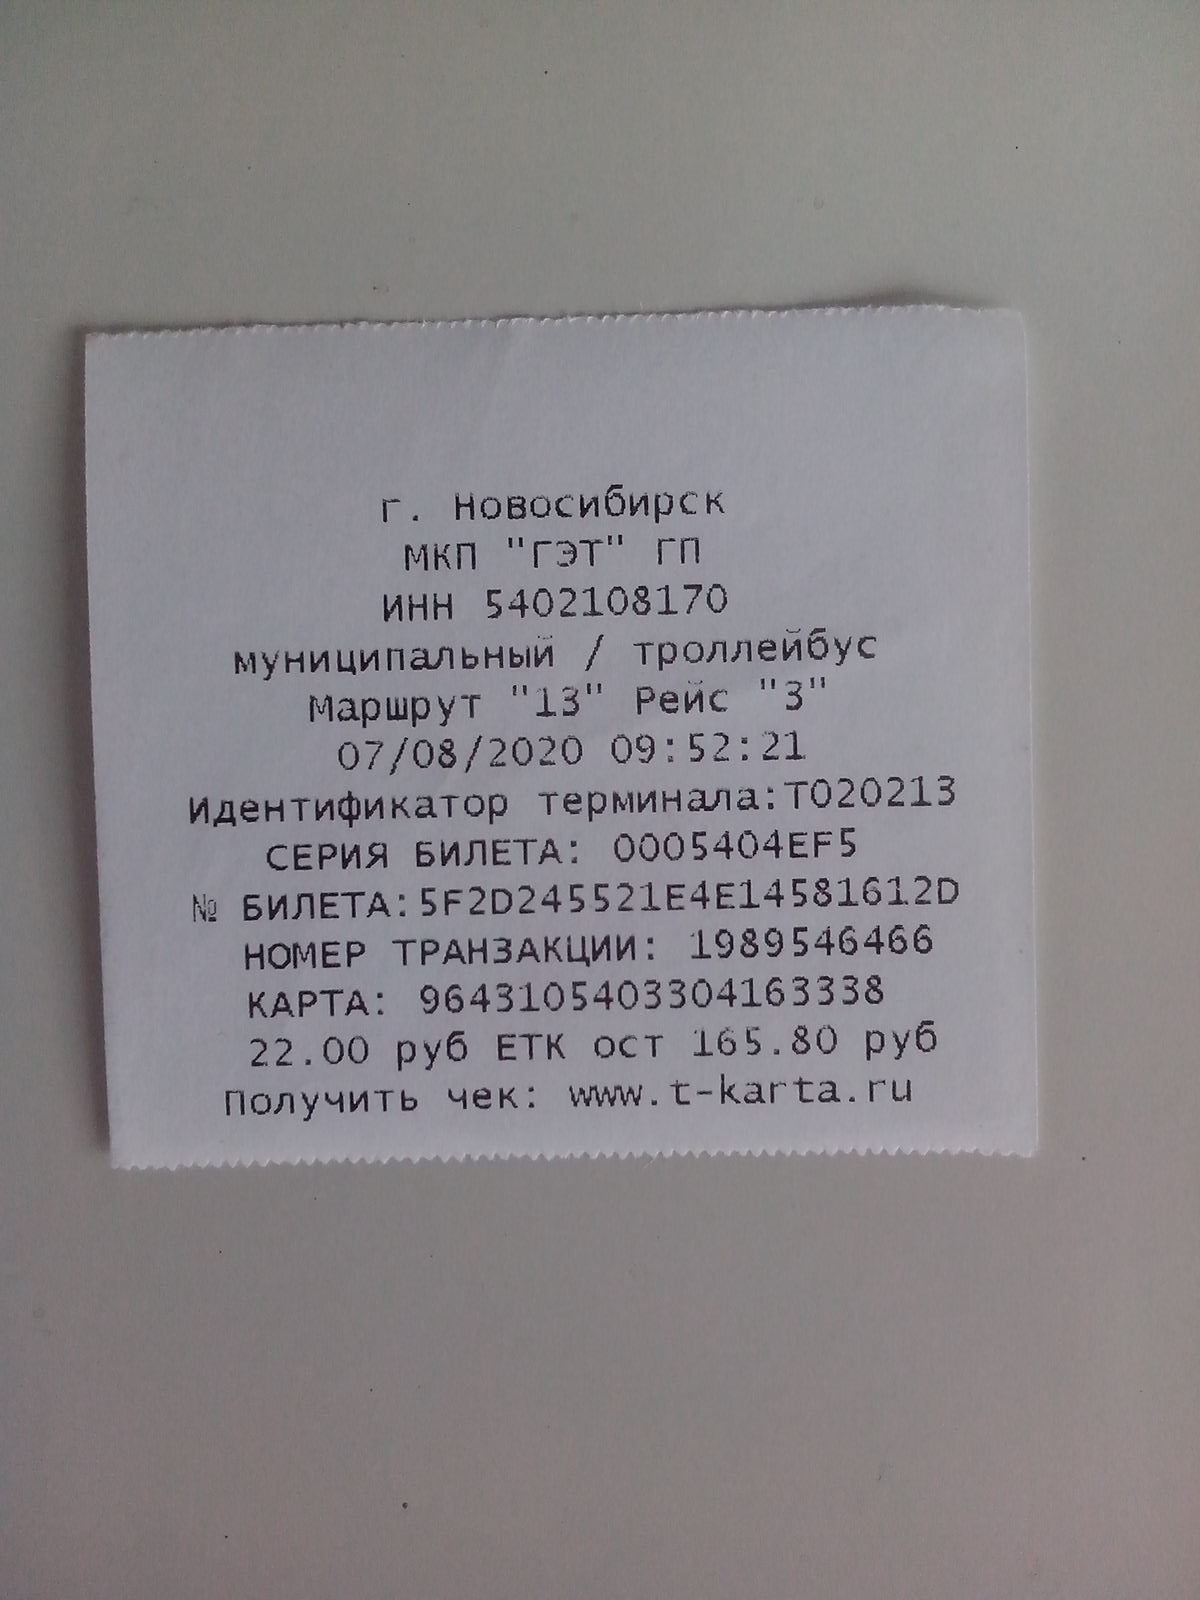 г. Новосибирск
МКП "ГЭТ" ГП
ИНН 5402108170
муниципальный / троллейбус
Маршрут "13" Рейс "3"
07/08/2020 09:52:21
Идентификатор терминала:T020213
СЕРИЯ БИЛЕТА: 0005404EF5
№ БИЛЕТА:5F2D245521E4E14581612D
НОМЕР ТРАНЗАКЦИИ: 1989546466
КАРТА: 9643105403304163338
22.00 руб ЕТК ост 165.80 руб
Получить чек: www.t-karta.ru